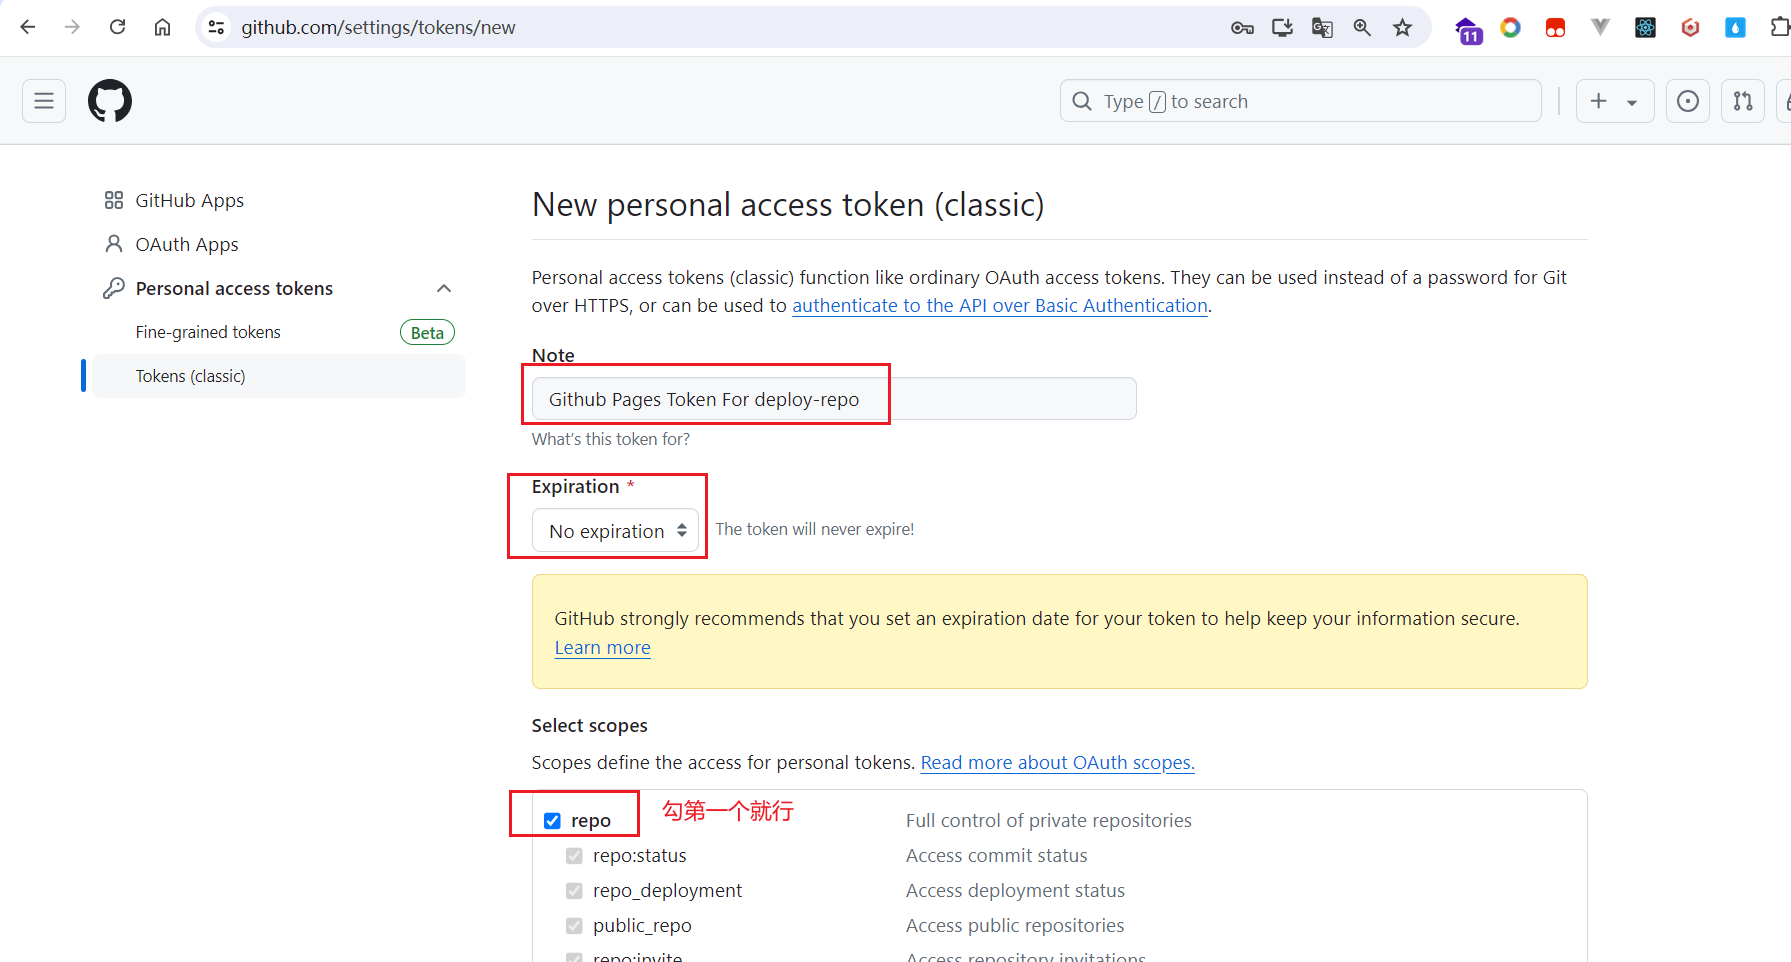 github.com/settings/tokens/new
11
Type / to search
GitHub Apps
OAuth Apps
Personal access tokens
Fine-grained tokens Beta
Tokens (classic)
New personal access token (classic)
Personal access tokens (classic) function like ordinary OAuth access tokens. They can be used instead of a password for Git
over HTTPS, or can be used to authenticate to the API over Basic Authentication.
Note
Github Pages Token For deploy-repo
What's this token for?
Expiration *
No expiration The token will never expire!
GitHub strongly recommends that you set an expiration date for your token to help keep your information secure.
Learn more
Select scopes
Scopes define the access for personal tokens. Read more about OAuth scopes.
repo 勾第一个就行 Full control of private repositories
repo:status Access commit status
repo_deployment Access deployment status
public_repo Access public repositories
repo:invite Access repository invitations